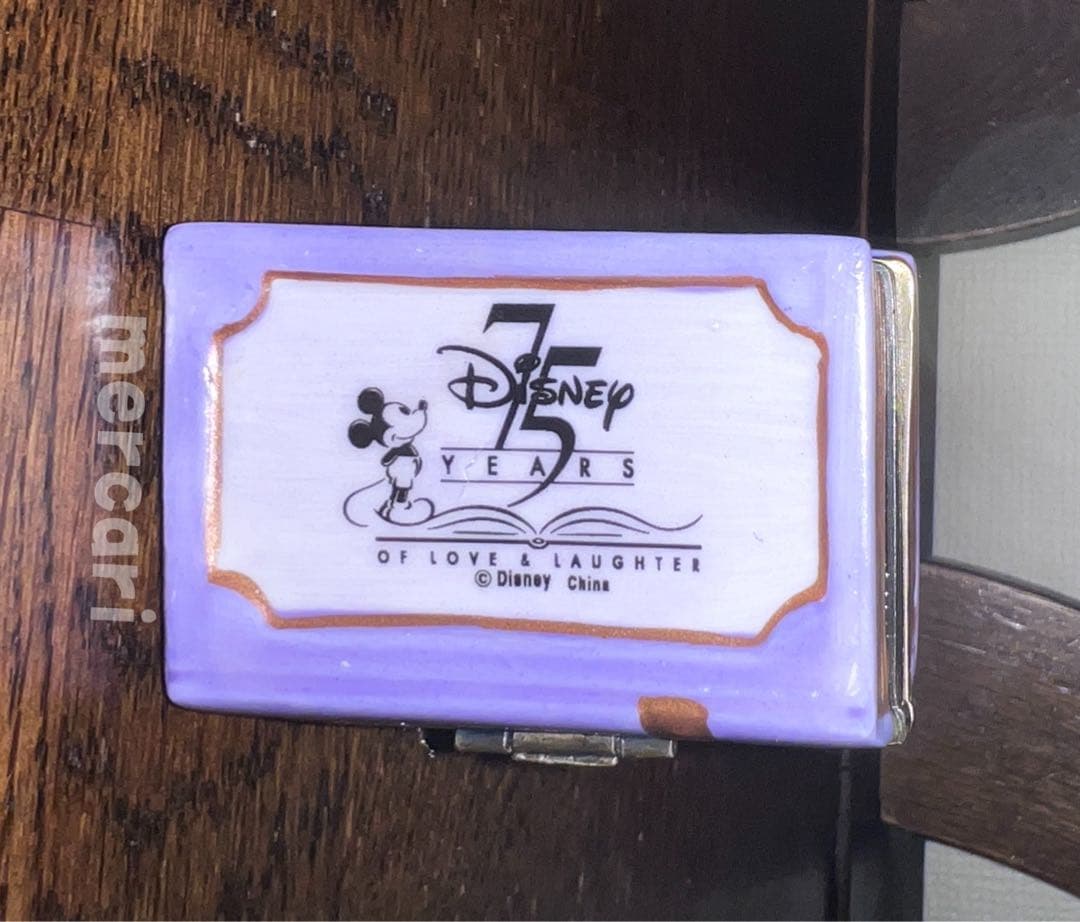 75
Disney
YEARS
OF LOVE & LAUGHTER
© Disney China
mercari